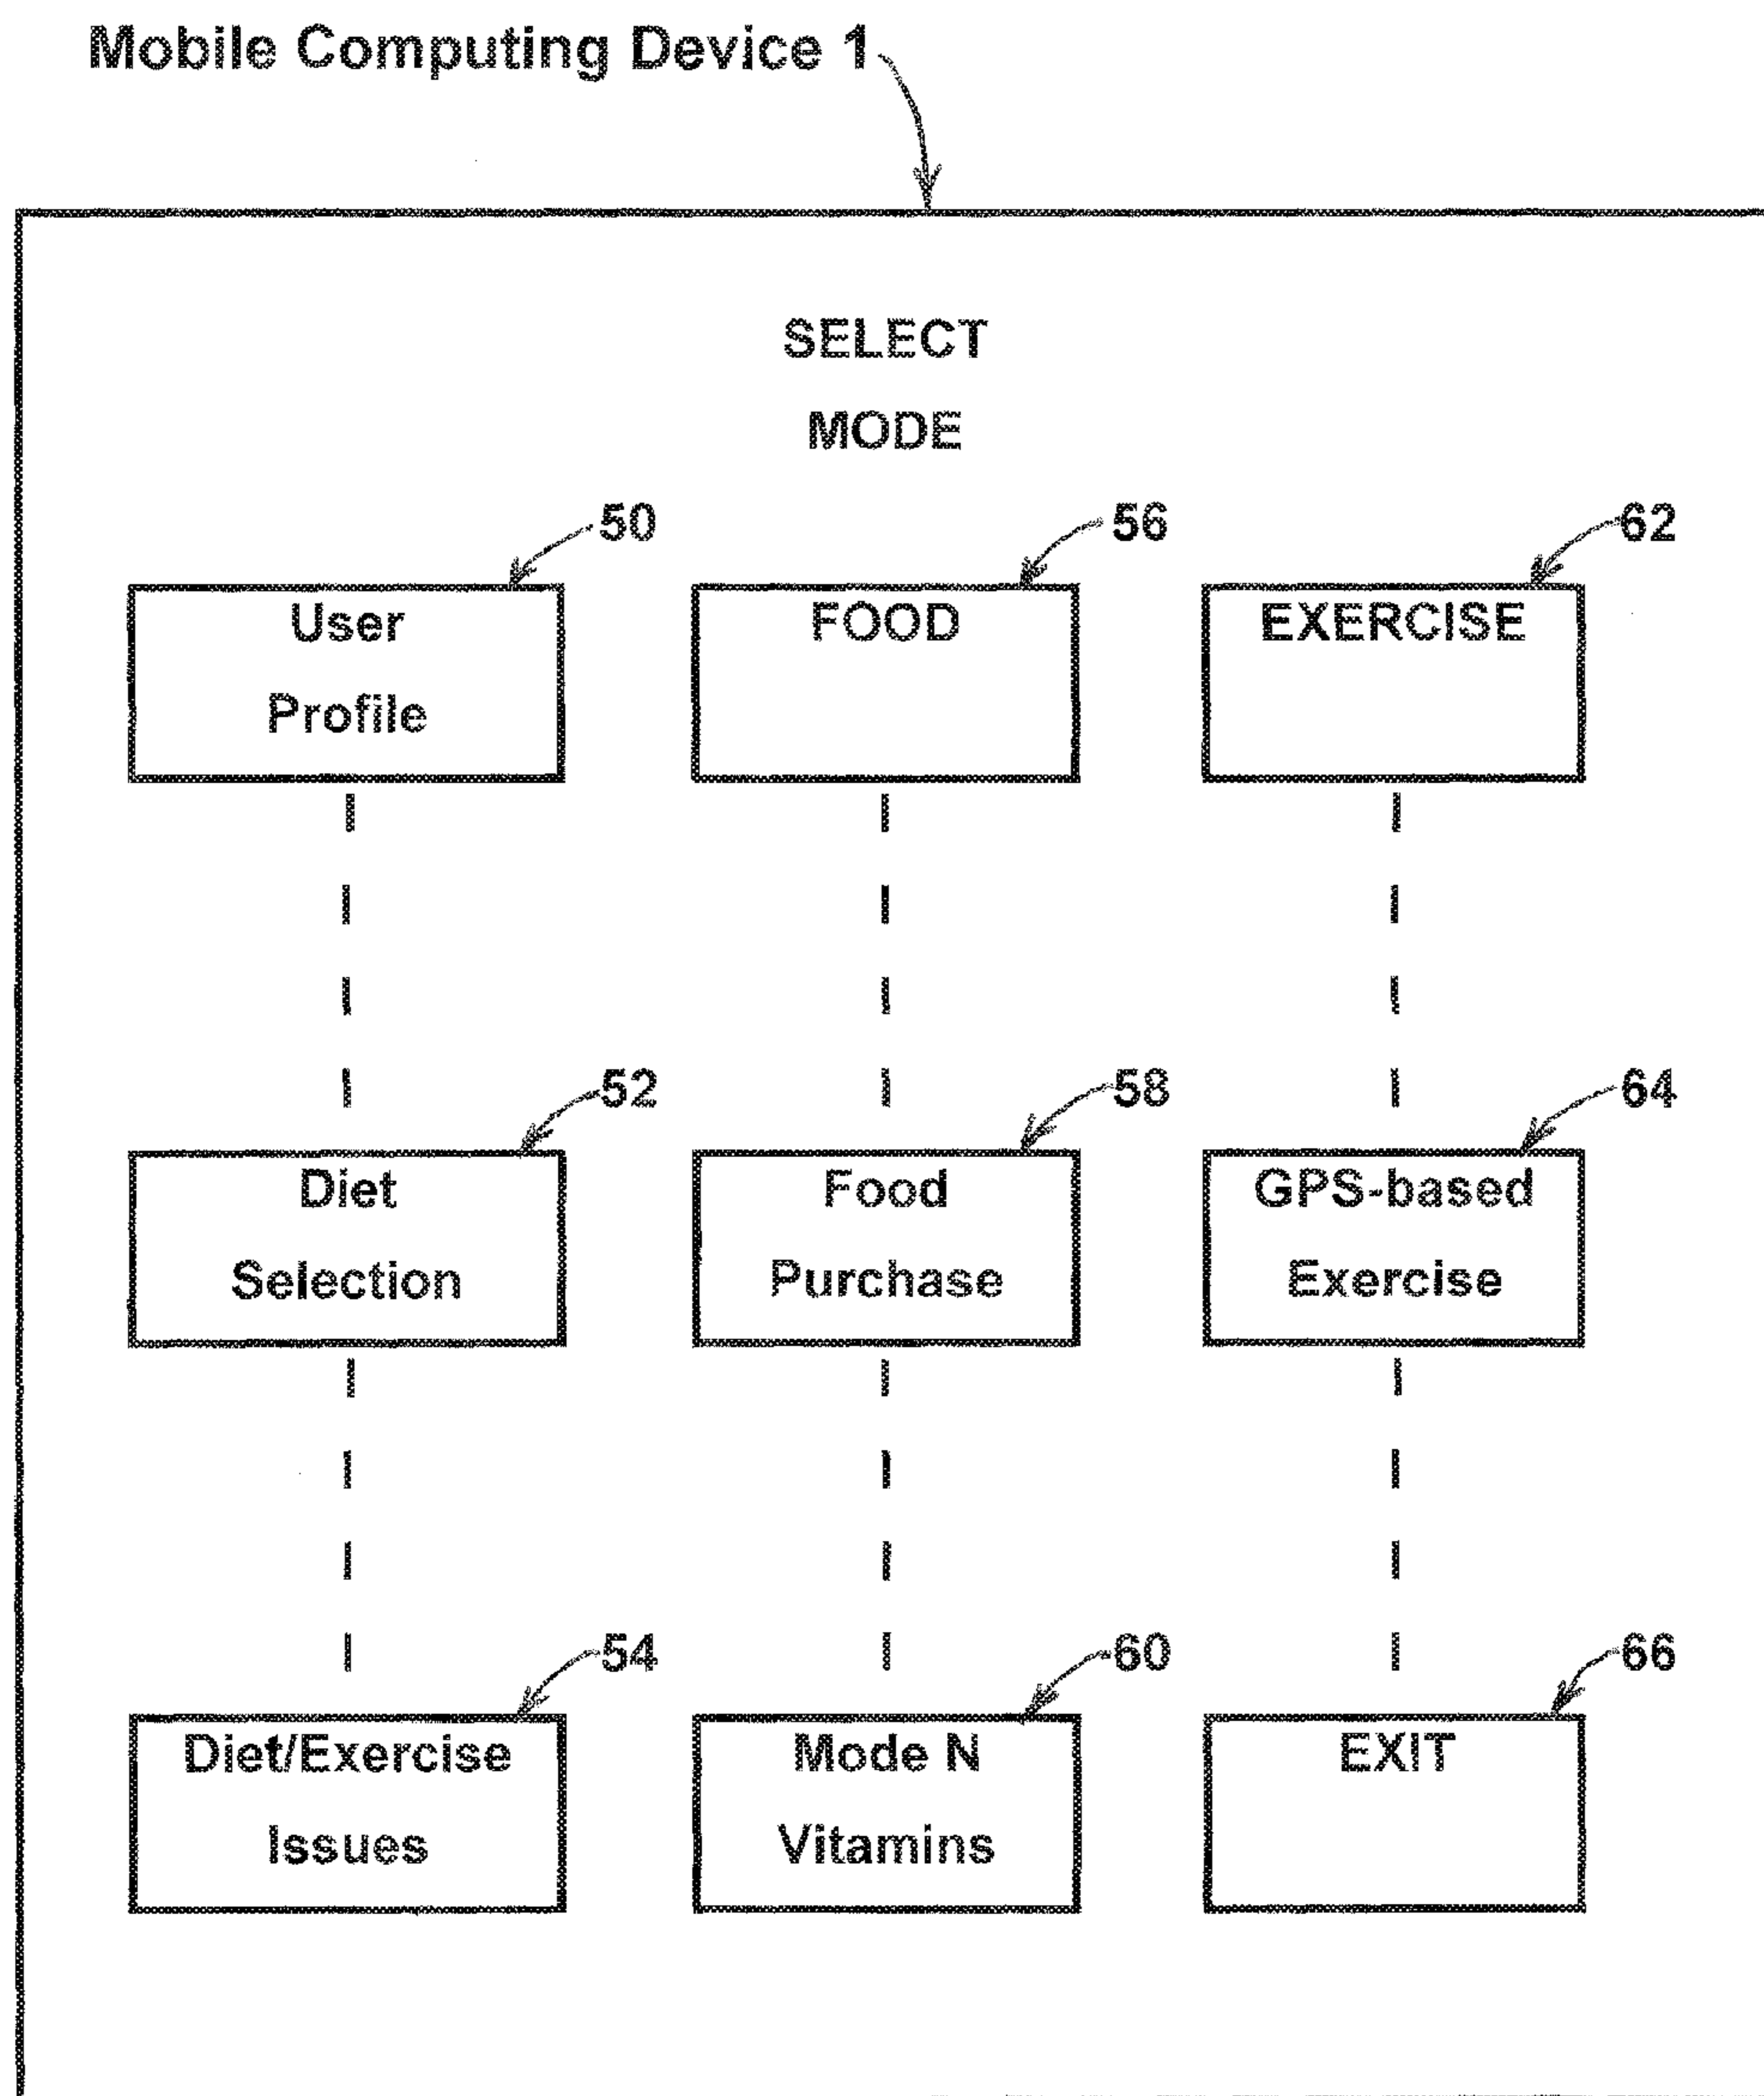 Mobile Computing Device 1
SELECT
MODE
50
56
62
User
Profile
FOOD
EXERCISE
52
58
64
Diet
Selection
Food
Purchase
GPS-based
Exercise
54
60
66
Diet/Exercise
Issues
Mode N
Vitamins
EXIT